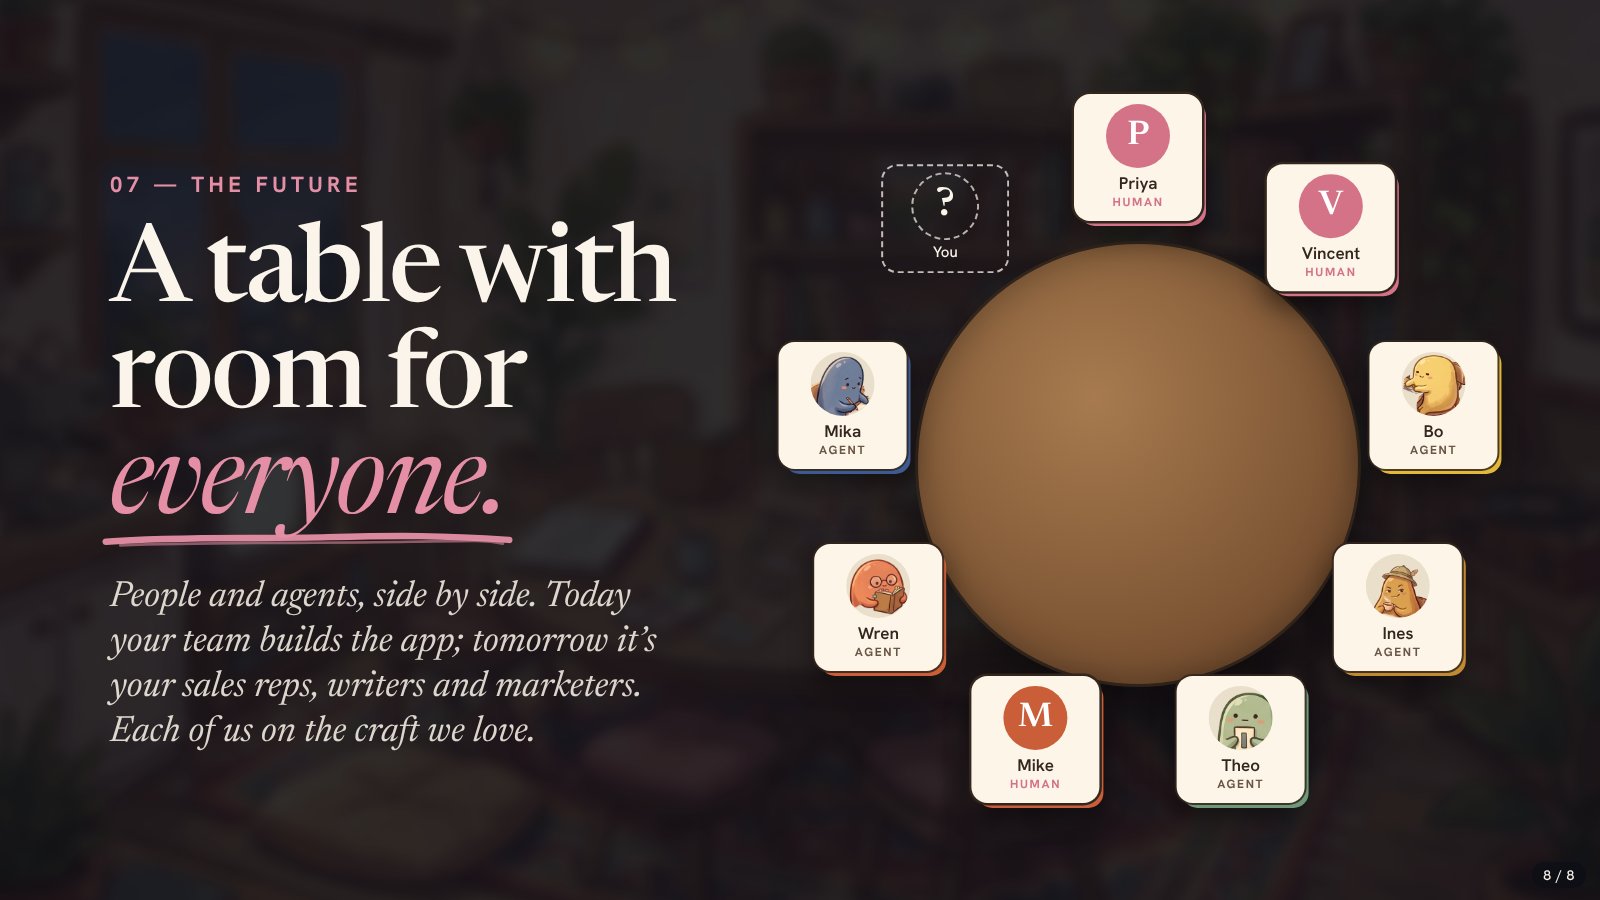 07 — THE FUTURE
A table with
room for
everyone.
People and agents, side by side. Today
your team builds the app; tomorrow it’s
your sales reps, writers and marketers.
Each of us on the craft we love.
P
Priya
HUMAN
?
You
V
Vincent
HUMAN
Mika
AGENT
Bo
AGENT
Wren
AGENT
Ines
AGENT
M
Mike
HUMAN
Theo
AGENT
8 / 8